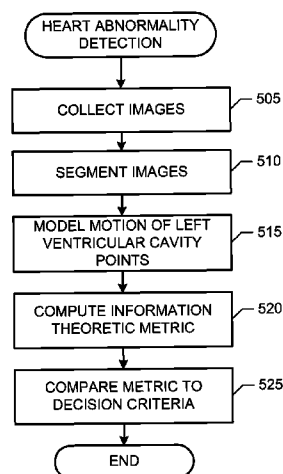 HEART ABNORMALITY
DETECTION
COLLECT IMAGES
505
SEGMENT IMAGES
510
MODEL MOTION OF LEFT
VENTRICULAR CAVITY
POINTS
515
COMPUTE INFORMATION
THEORETIC METRIC
520
COMPARE METRIC TO
DECISION CRITERIA
525
END